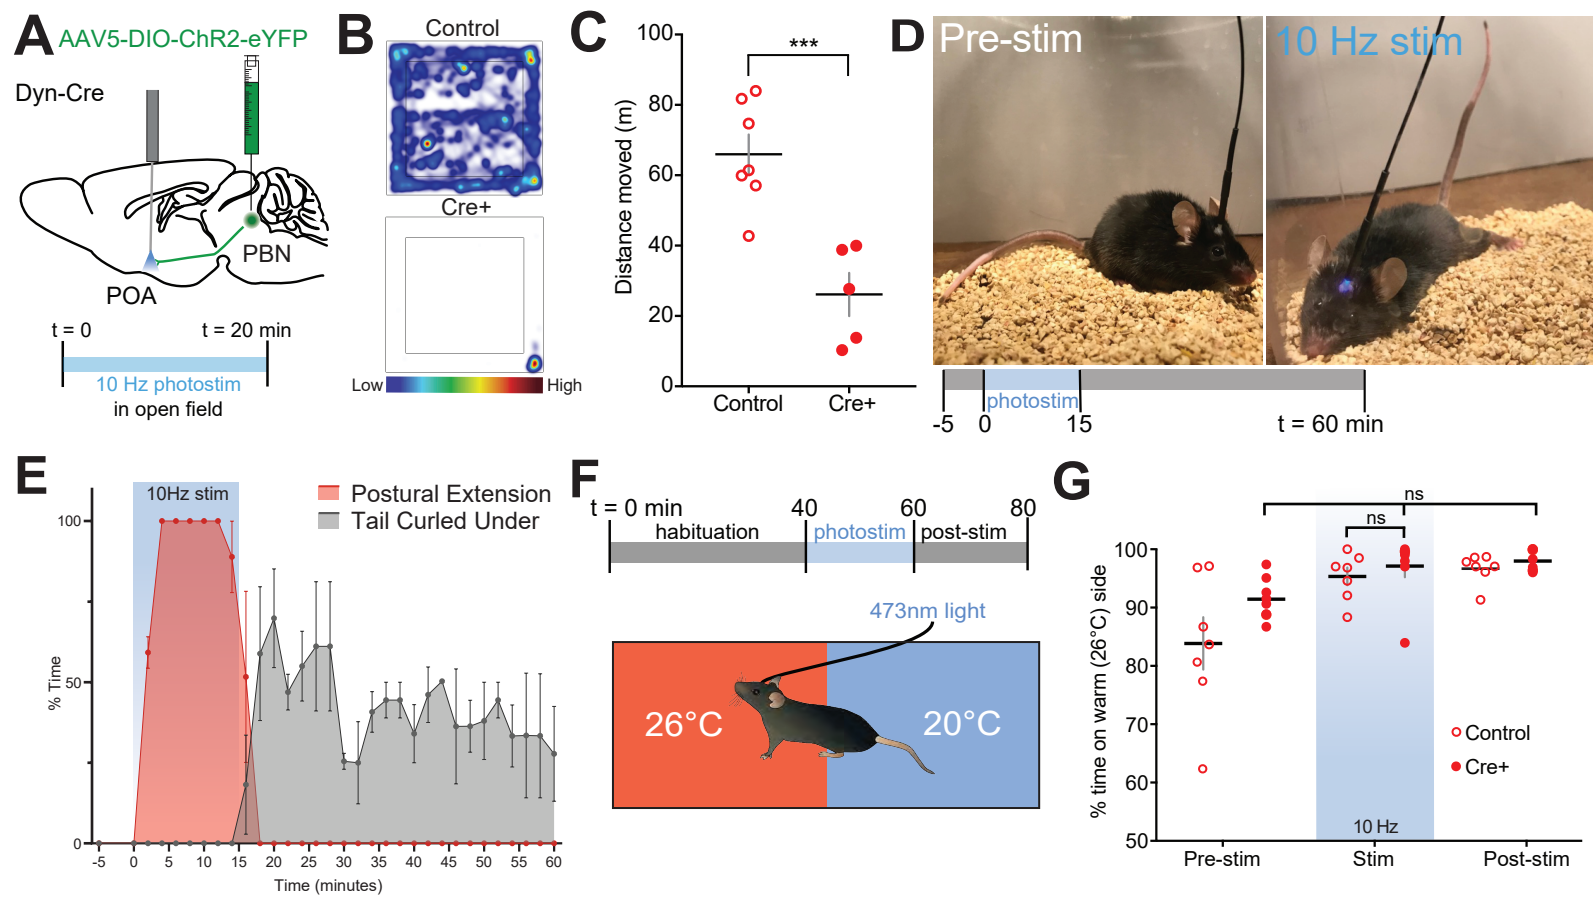 A
AAV5-DIO-ChR2-eYFP
Dyn-Cre
PBN
POA
t = 0
t = 20 min
10 Hz photostim
in open field
B
Control
Cre+
Low
High
C
***
Distance moved (m)
100
80
60
40
20
0
Control
Cre+
D
Pre-stim
10 Hz stim
photostim
-5
0
15
t = 60 min
E
10Hz stim
Postural Extension
Tail Curled Under
% Time
100
50
0
-5
0
5
10
15
20
25
30
35
40
45
50
55
60
Time (minutes)
F
t = 0 min
40
60
80
habituation
photostim
post-stim
473nm light
26°C
20°C
G
ns
ns
% time on warm (26°C) side
100
90
80
70
60
50
Control
Cre+
10 Hz
Pre-stim
Stim
Post-stim